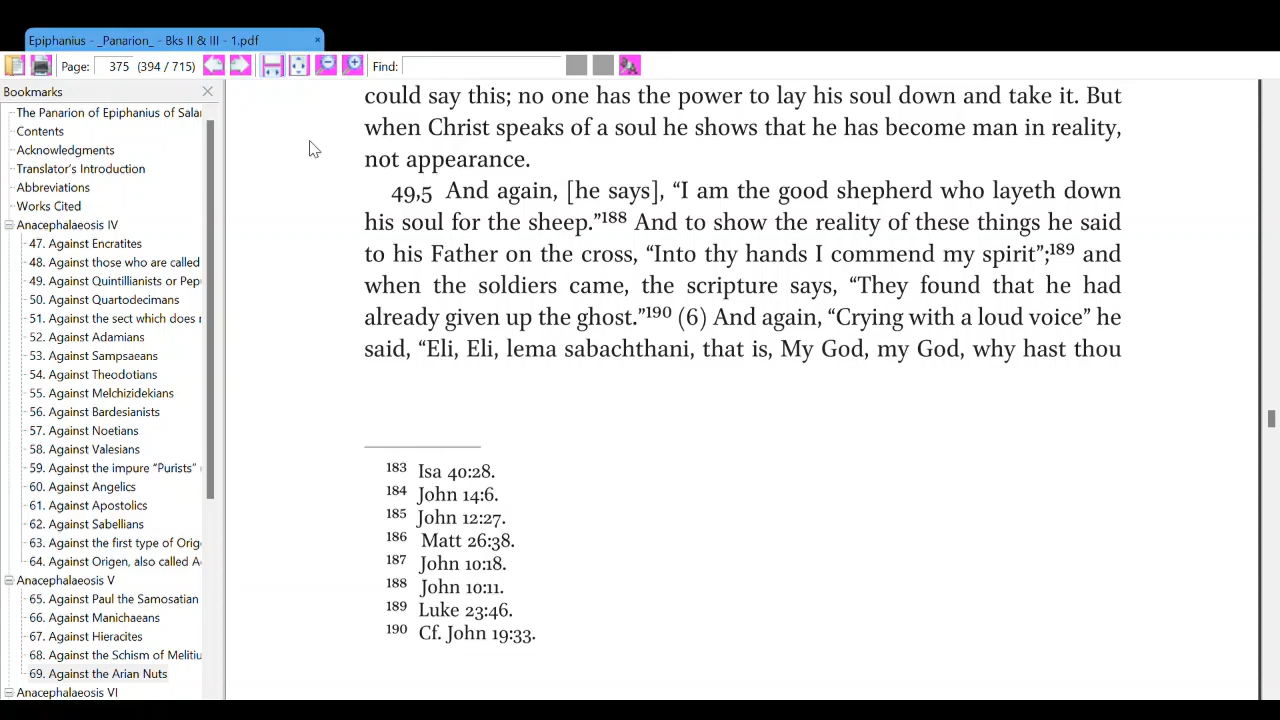 Epiphanius - _Panarion_ - Bks II & III - 1.pdf
Page: 375 (394 / 715) Find:
Bookmarks
The Panarion of Epiphanius of Sala
Contents
Acknowledgments
Translator's Introduction
Abbreviations
Works Cited
Anacephalaeosis IV
47. Against Encratites
48. Against those who are called
49. Against Quintillianists or Pep
50. Against Quartodecimans
51. Against the sect which does n
52. Against Adamians
53. Against Sampsaeans
54. Against Theodotians
55. Against Melchizidekians
56. Against Bardesianists
57. Against Noetians
58. Against Valesians
59. Against the impure “Purists” (
60. Against Angelics
61. Against Apostolics
62. Against Sabellians
63. Against the first type of Orig
64. Against Origen, also called A
Anacephalaeosis V
65. Against Paul the Samosatian
66. Against Manichaeans
67. Against Hieracites
68. Against the Schism of Melitiu
69. Against the Arian Nuts
Anacephalaeosis VI
could say this; no one has the power to lay his soul down and take it. But
when Christ speaks of a soul he shows that he has become man in reality,
not appearance.
49,5 And again, [he says], “I am the good shepherd who layeth down
his soul for the sheep.”188 And to show the reality of these things he said
to his Father on the cross, “Into thy hands I commend my spirit”;189 and
when the soldiers came, the scripture says, “They found that he had
already given up the ghost.”190 (6) And again, “Crying with a loud voice” he
said, “Eli, Eli, lema sabachthani, that is, My God, my God, why hast thou
183 Isa 40:28.
184 John 14:6.
185 John 12:27.
186 Matt 26:38.
187 John 10:18.
188 John 10:11.
189 Luke 23:46.
190 Cf. John 19:33.